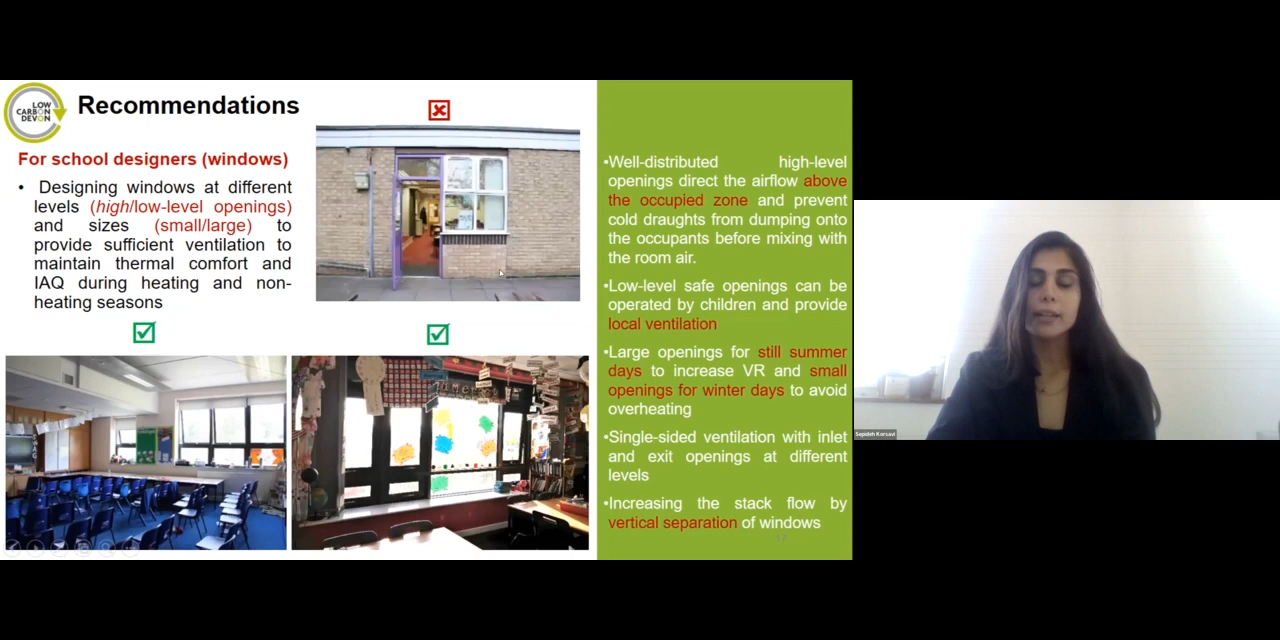 LOW
CARBON
DEVON
Recommendations
For school designers (windows)
• Designing windows at different
levels (high/low-level openings)
and sizes (small/large) to
provide sufficient ventilation to
maintain thermal comfort and
IAQ during heating and non-
heating seasons
•Well-distributed high-level
openings direct the airflow above
the occupied zone and prevent
cold draughts from dumping onto
the occupants before mixing with
the room air.
•Low-level safe openings can be
operated by children and provide
local ventilation
•Large openings for still summer
days to increase VR and small
openings for winter days to avoid
overheating
•Single-sided ventilation with inlet
and exit openings at different
levels
•Increasing the stack flow by
vertical separation of windows
17
Sepideh Korsavi